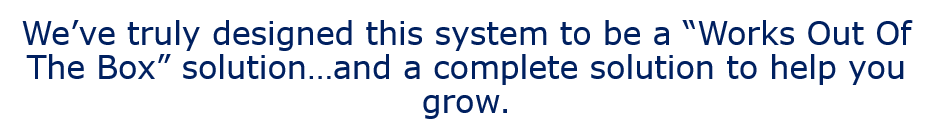 We’ve truly designed this system to be a “Works Out Of
The Box” solution…and a complete solution to help you
grow.